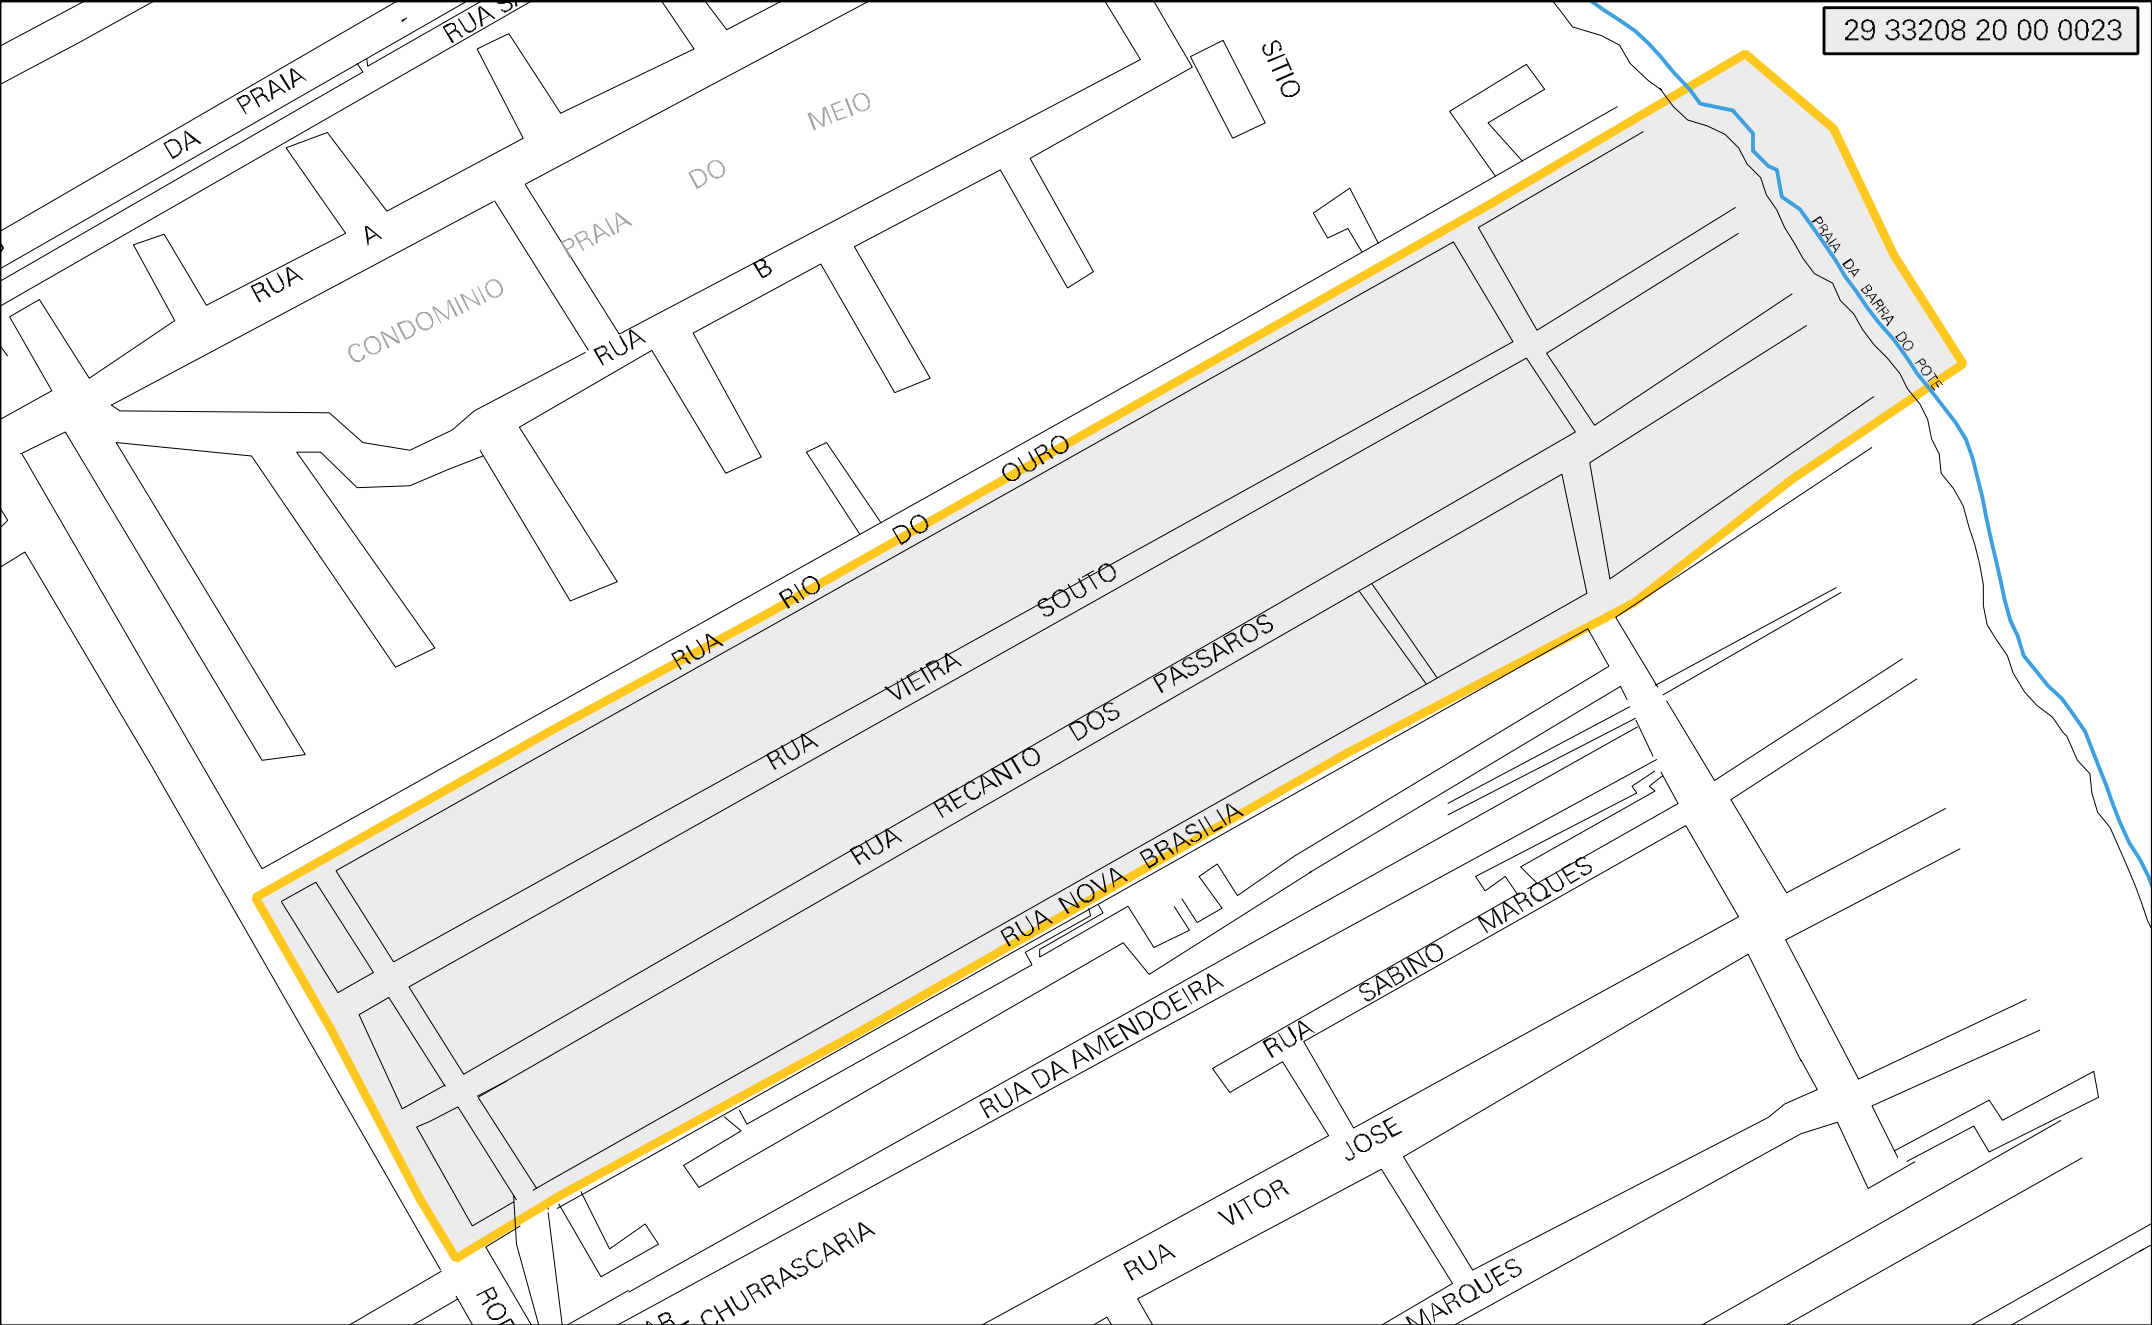 29 33208 20 00 0023
DA PRAIA
SITIO
RUA A
CONDOMINIO PRAIA DO MEIO
RUA B
PRAIA DA BARRA DO POTE
RUA RIO DO OURO
RUA VIEIRA SOUTO
RUA RECANTO DOS PASSAROS
RUA NOVA BRASILIA
RUA DA AMENDOEIRA
RUA SABINO MARQUES
RUA VITOR JOSE
MARQUES
CHURRASCARIA
RUA